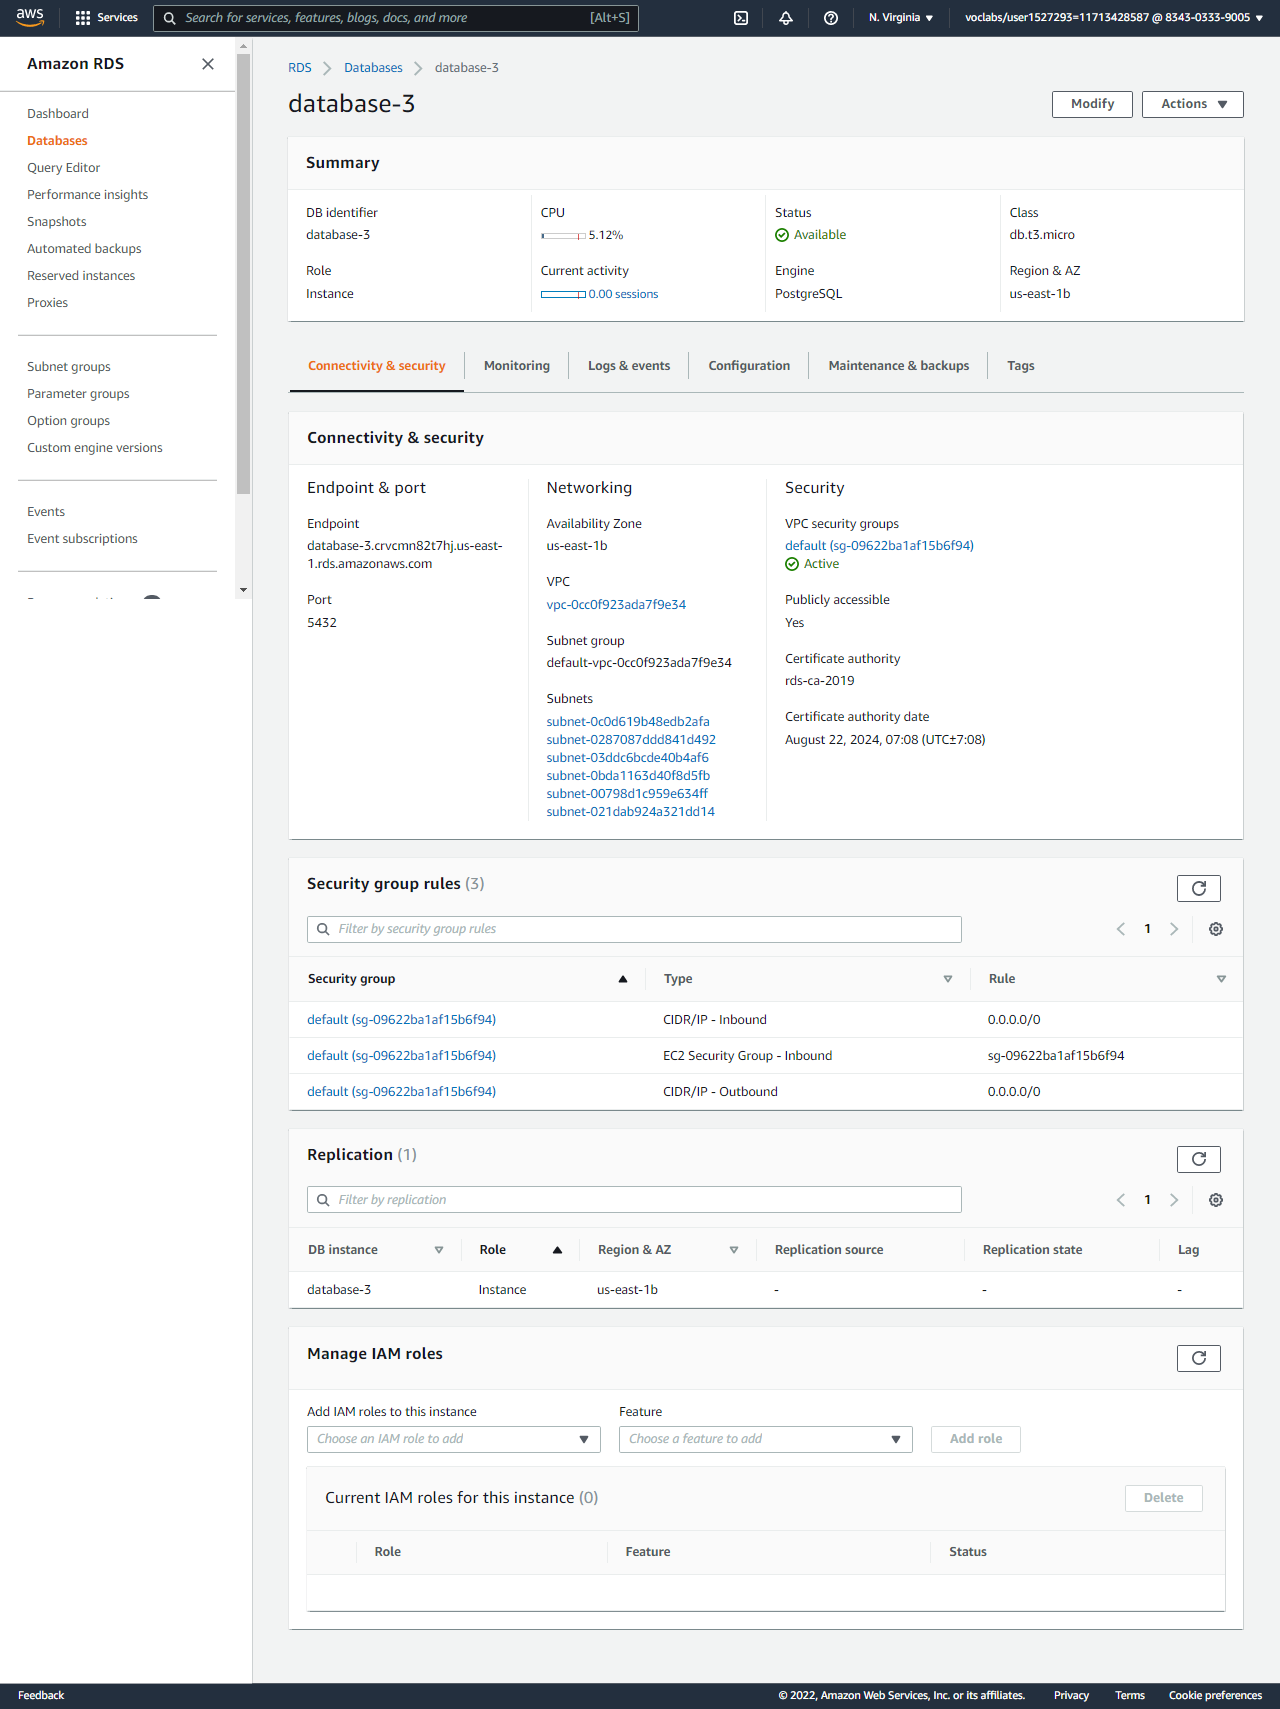 aws
Services
Search for services, features, blogs, docs, and more
[Alt+S]
N. Virginia
voclabs/user1527293=11713428587 @ 8343-0333-9005
Amazon RDS
Dashboard
Databases
Query Editor
Performance insights
Snapshots
Automated backups
Reserved instances
Proxies
Subnet groups
Parameter groups
Option groups
Custom engine versions
Events
Event subscriptions
RDS
Databases
database-3
database-3
Modify
Actions
Summary
DB identifier
database-3
CPU
5.12%
Status
Available
Class
db.t3.micro
Role
Instance
Current activity
0.00 sessions
Engine
PostgreSQL
Region & AZ
us-east-1b
Connectivity & security
Monitoring
Logs & events
Configuration
Maintenance & backups
Tags
Connectivity & security
Endpoint & port
Endpoint
database-3.crvcmn82t7hj.us-east-
1.rds.amazonaws.com
Port
5432
Networking
Availability Zone
us-east-1b
VPC
vpc-0cc0f923ada7f9e34
Subnet group
default-vpc-0cc0f923ada7f9e34
Subnets
subnet-0c0d619b48edb2afa
subnet-0287087ddd841d492
subnet-03ddc6bcde40b4af6
subnet-0bda1163d40f8d5fb
subnet-00798d1c959e634ff
subnet-021dab924a321dd14
Security
VPC security groups
default (sg-09622ba1af15b6f94)
Active
Publicly accessible
Yes
Certificate authority
rds-ca-2019
Certificate authority date
August 22, 2024, 07:08 (UTC±7:08)
Security group rules (3)
Filter by security group rules
1
Security group
Type
Rule
default (sg-09622ba1af15b6f94)
CIDR/IP - Inbound
0.0.0.0/0
default (sg-09622ba1af15b6f94)
EC2 Security Group - Inbound
sg-09622ba1af15b6f94
default (sg-09622ba1af15b6f94)
CIDR/IP - Outbound
0.0.0.0/0
Replication (1)
Filter by replication
1
DB instance
Role
Region & AZ
Replication source
Replication state
Lag
database-3
Instance
us-east-1b
-
-
-
Manage IAM roles
Add IAM roles to this instance
Choose an IAM role to add
Feature
Choose a feature to add
Add role
Current IAM roles for this instance (0)
Delete
Role
Feature
Status
Feedback
© 2022, Amazon Web Services, Inc. or its affiliates.
Privacy
Terms
Cookie preferences